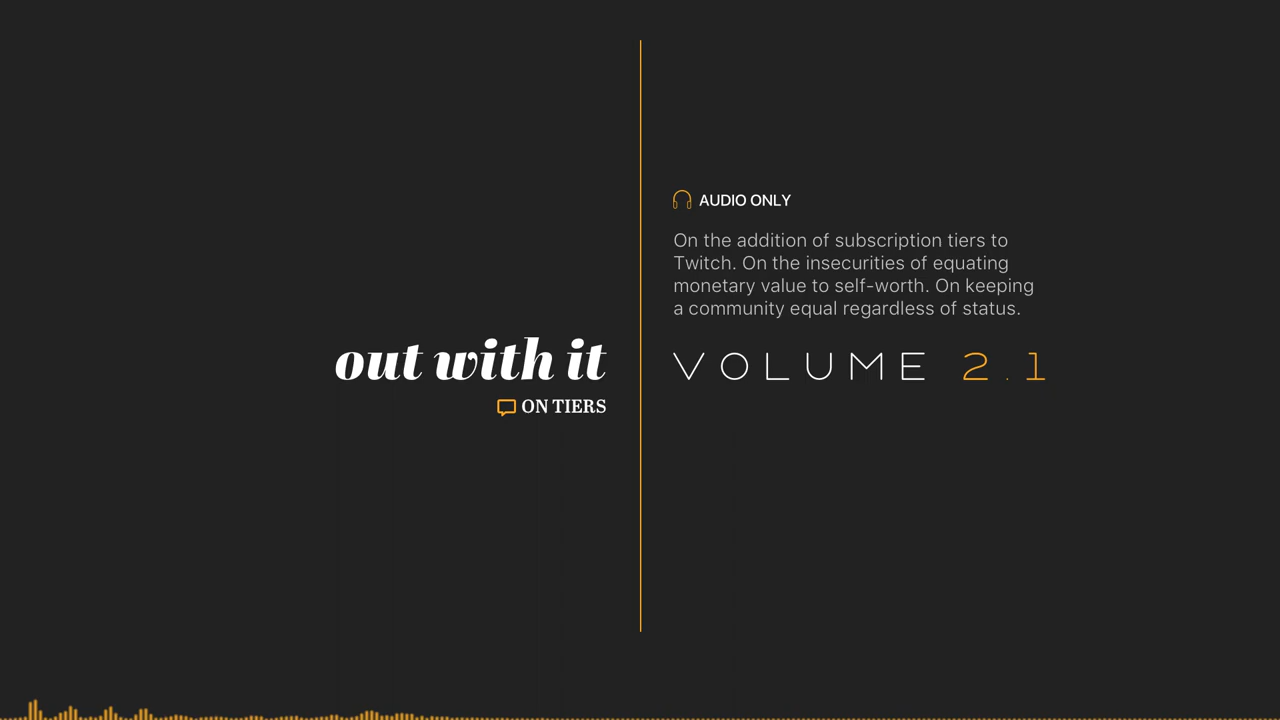 out with it
ON TIERS
AUDIO ONLY
On the addition of subscription tiers to
Twitch. On the insecurities of equating
monetary value to self-worth. On keeping
a community equal regardless of status.
VOLUME 2.1